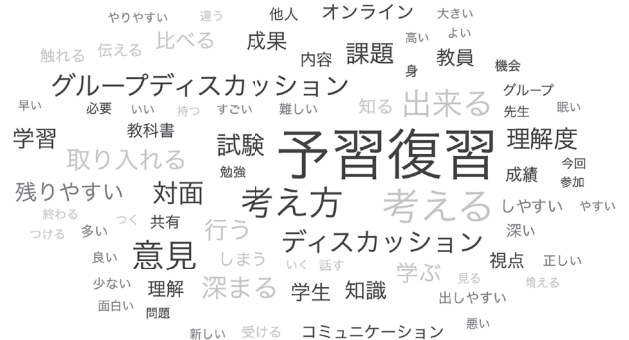 やりやすい 違う 他人 オンライン 大きい
触れる 伝える 比べる 成果 内容 課題 高い よい 教員
身 機会
グループディスカッション グループ
早い 必要 いい 持つ すごい 難しい 知る 出来る 先生 眠い
学習 教科書 試験 予習復習 理解度
取り入れる 勉強 成績 今回
残りやすい 対面 考え方 考える 参加
しやすい やすい
終わる つく 共有 行う
つける 多い ディスカッション 深い
良い 意見 しまう いく 話す 学ぶ 視点 正しい
少ない 理解 深まる 学生 知識 見る 増える
面白い 問題 出しやすい
新しい 受ける コミュニケーション 悪い